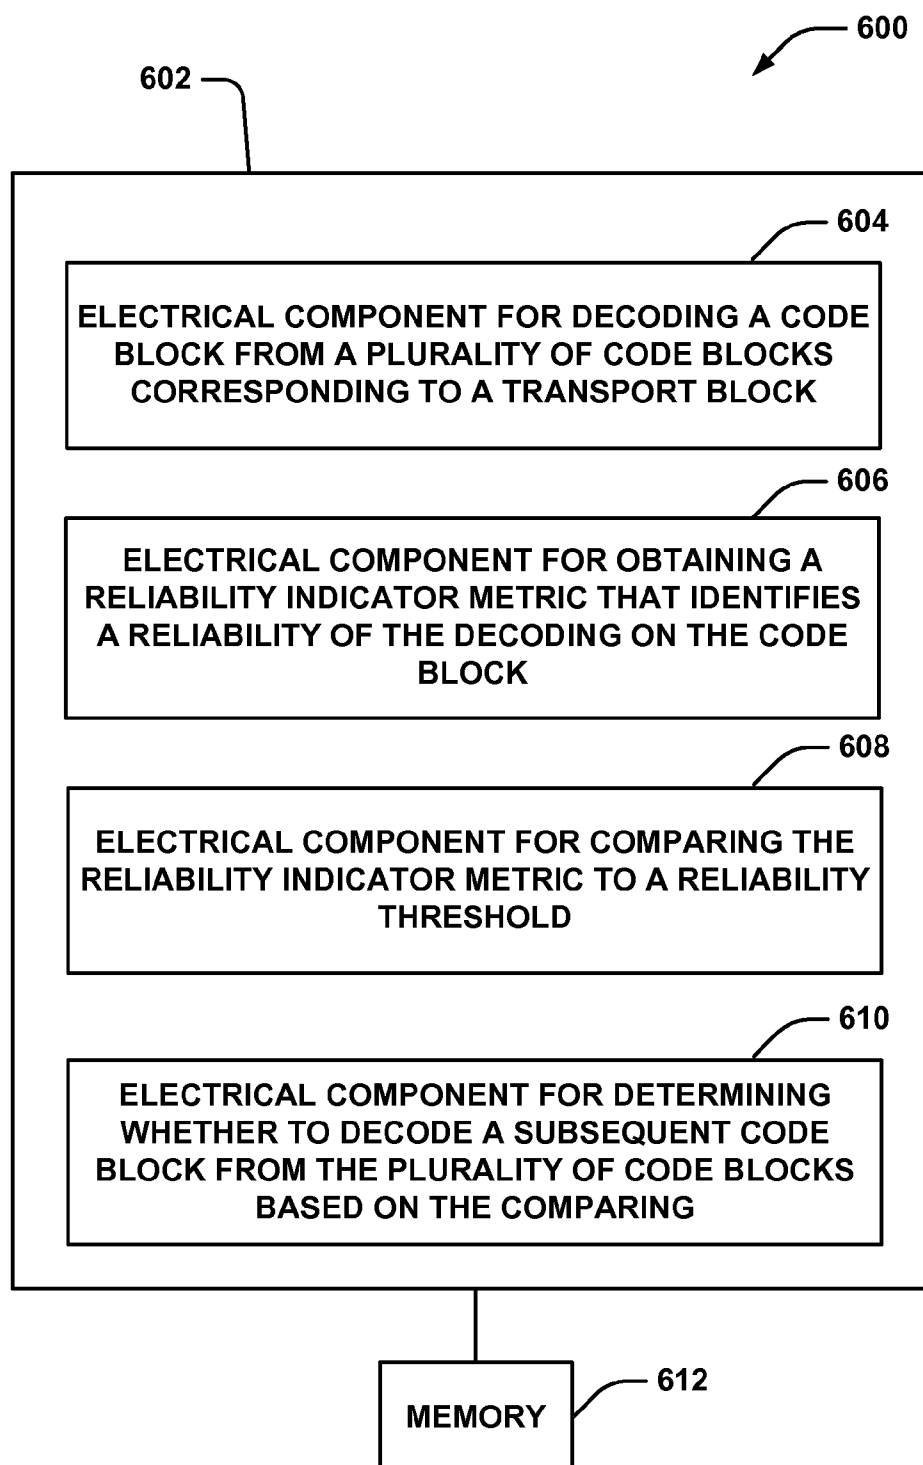 600
602
604
ELECTRICAL COMPONENT FOR DECODING A CODE
BLOCK FROM A PLURALITY OF CODE BLOCKS
CORRESPONDING TO A TRANSPORT BLOCK
606
ELECTRICAL COMPONENT FOR OBTAINING A
RELIABILITY INDICATOR METRIC THAT IDENTIFIES
A RELIABILITY OF THE DECODING ON THE CODE
BLOCK
608
ELECTRICAL COMPONENT FOR COMPARING THE
RELIABILITY INDICATOR METRIC TO A RELIABILITY
THRESHOLD
610
ELECTRICAL COMPONENT FOR DETERMINING
WHETHER TO DECODE A SUBSEQUENT CODE
BLOCK FROM THE PLURALITY OF CODE BLOCKS
BASED ON THE COMPARING
612
MEMORY